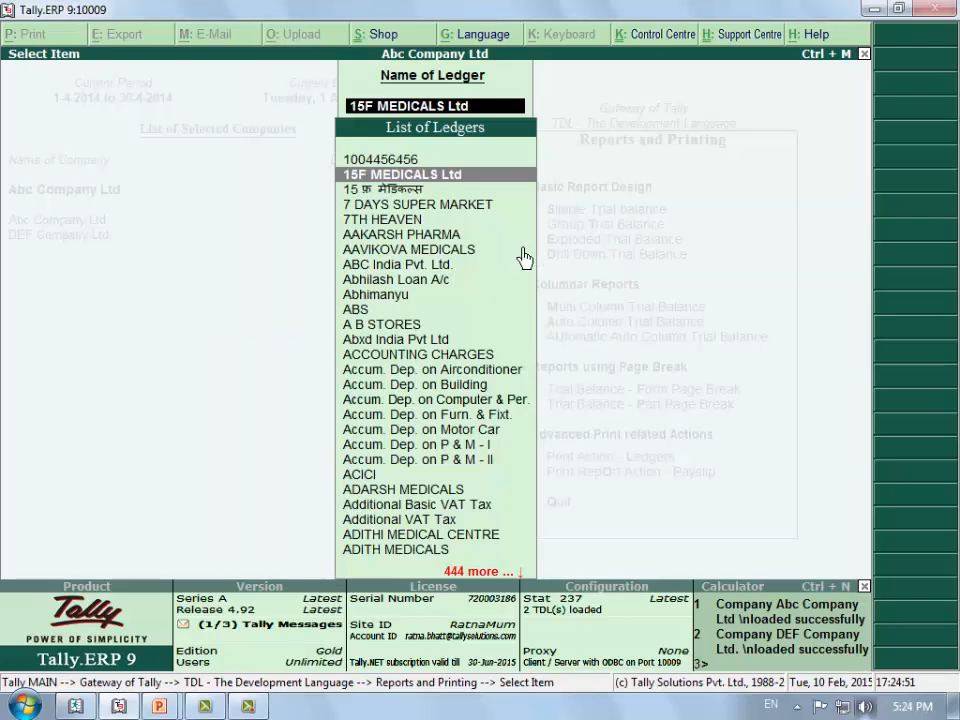 Tally.ERP 9:10009
P: Print E: Export M: E-Mail O: Upload S: Shop G: Language K: Keyboard K: Control Centre H: Support Centre H: Help
Select Item Abc Company Ltd Ctrl + M
Current Period
1-4-2014 to 30-4-2014 Tuesday, 1 A
List of Selected Companies
Name of Company
Abc Company Ltd
Abc Company Ltd
DEF Company Ltd.
Name of Ledger
15F MEDICALS Ltd
List of Ledgers
1004456456
15F MEDICALS Ltd
15 फ़ मेडिकल्स
7 DAYS SUPER MARKET
7TH HEAVEN
AAKARSH PHARMA
AAVIKOVA MEDICALS
ABC India Pvt. Ltd.
Abhilash Loan A/c
Abhimanyu
ABS
A B STORES
Abxd India Pvt Ltd
ACCOUNTING CHARGES
Accum. Dep. on Airconditioner
Accum. Dep. on Building
Accum. Dep. on Computer & Per.
Accum. Dep. on Furn. & Fixt.
Accum. Dep. on Motor Car
Accum. Dep. on P & M - I
Accum. Dep. on P & M - II
ACICI
ADARSH MEDICALS
Additional Basic VAT Tax
Additional VAT Tax
ADITHI MEDICAL CENTRE
ADITH MEDICALS
444 more ... ↓
Gateway of Tally
TDL - The Development Language
Reports and Printing
asic Report Design
Simple Trial balance
Group Trial Balance
Exploded Trial Balance
Drill Down Trial Balance
olumnar Reports
Multi Column Trial Balance
Auto Column Trial Balance
AUtomatic Auto Column Trial Balance
eports using Page Break
Trial Balance - Form Page Break
Trial Balance - Part Page Break
dvanced Print related Actions
Print Action - Ledgers
Print RepOrt Action - Payslip
Quit
Product Version License Configuration Calculator Ctrl + N
Tally
POWER OF SIMPLICITY
Tally.ERP 9
Series A Latest
Release 4.92 Latest
(1/3) Tally Messages
Edition Gold
Users Unlimited
Serial Number 720003186
Site ID RatnaMum
Account ID ratna.bhatt@tallysolutions.com
Tally.NET subscription valid till 30-Jun-2015
Stat 237 Latest
2 TDL(s) loaded
Proxy None
Client / Server with ODBC on Port 10009
1 Company Abc Company
Ltd \nloaded successfully
2 Company DEF Company
Ltd. \nloaded successfully
3>
Tally MAIN --> Gateway of Tally --> TDL - The Development Language --> Reports and Printing --> Select Item (c) Tally Solutions Pvt. Ltd., 1988-2 Tue, 10 Feb, 2015 17:24:51
EN 5:24 PM